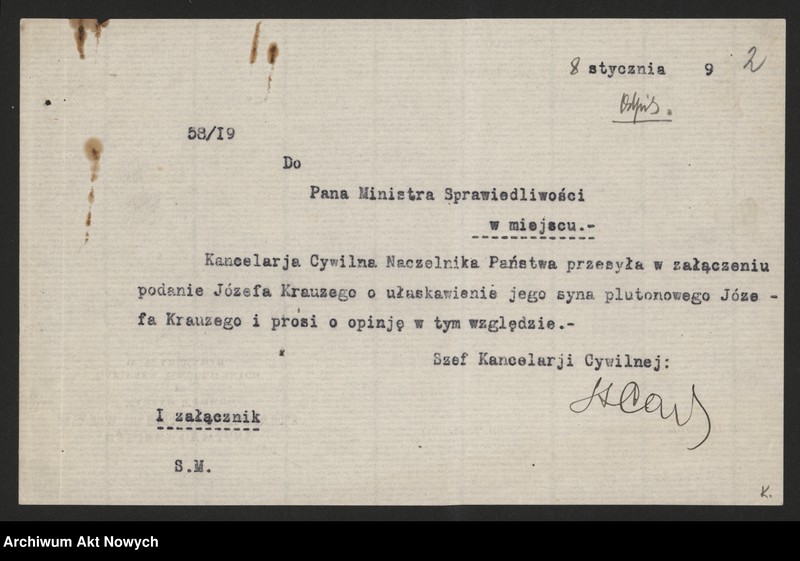 8 stycznia 9 2
Odpis.
58/I9
Do
Pana Ministra Sprawiedliwości
w miejscu.-
Kancelarja Cywilna Naczelnika Państwa przesyła w załączeniu
podanie Józefa Krauzego o ułaskawienie jego syna plutonowego Józe -
fa Krauzego i prosi o opinję w tym względzie.-
Szef Kancelarji Cywilnej:
I załącznik
S.M.
K.
Archiwum Akt Nowych